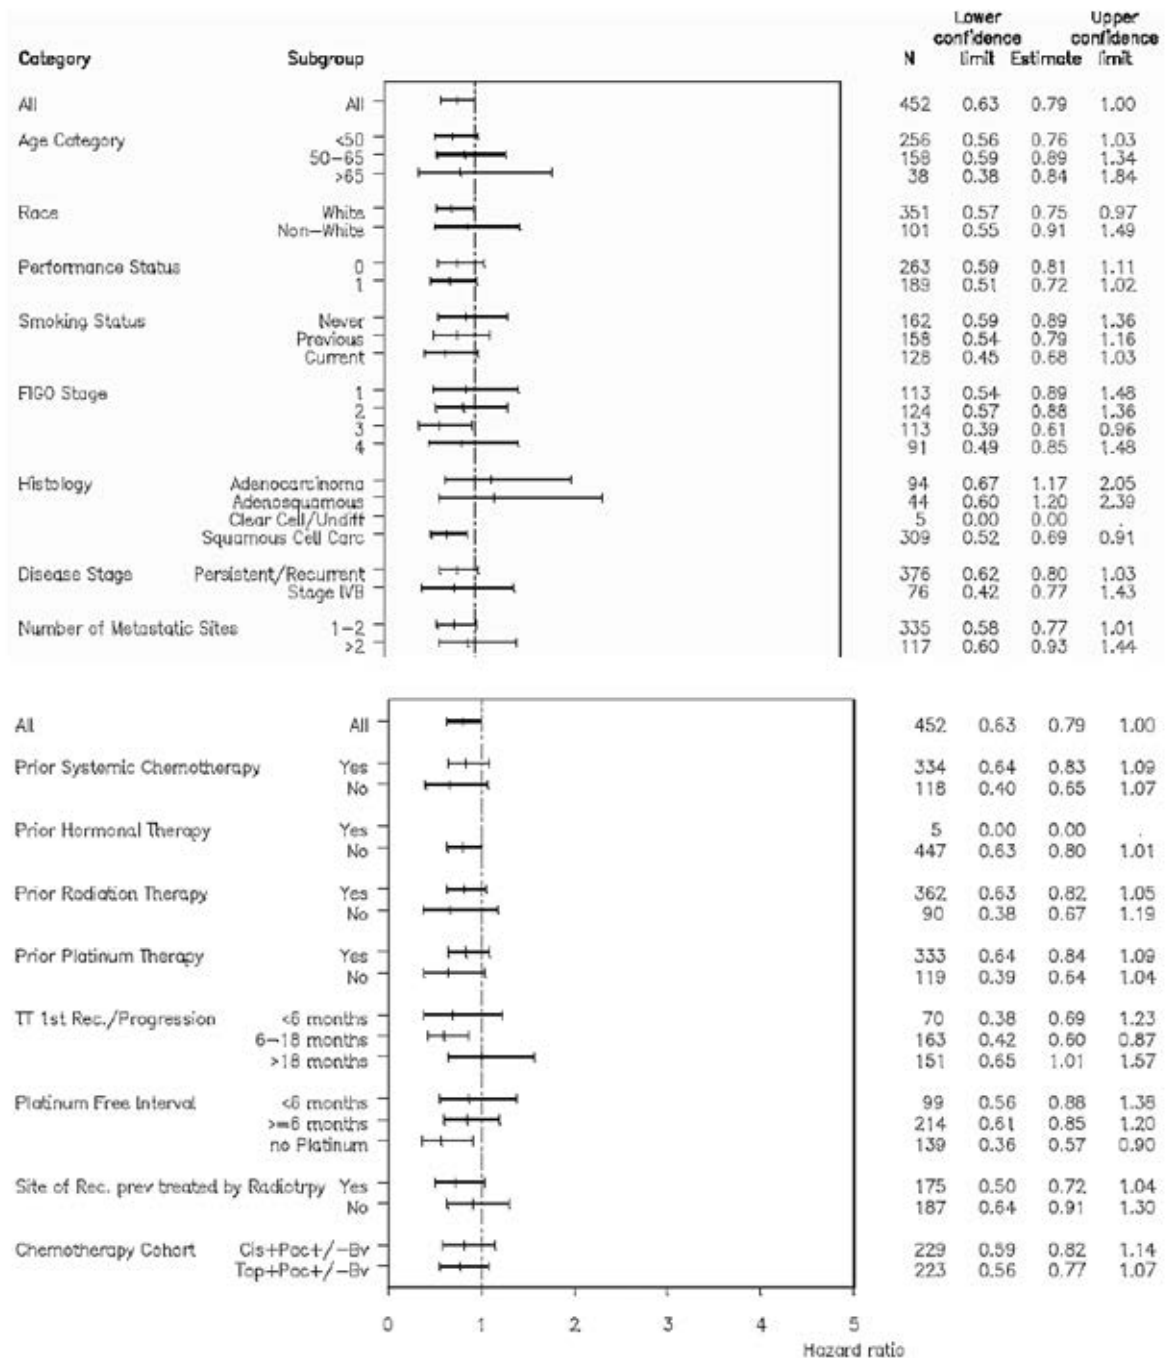 Lower Upper
confidence confidence
Category Subgroup N limit Estimate limit
All All 452 0.63 0.79 1.00
Age Category <50 256 0.56 0.76 1.03
50-65 158 0.59 0.89 1.34
>65 38 0.38 0.84 1.84
Race White 351 0.57 0.75 0.97
Non-White 101 0.55 0.91 1.49
Performance Status 0 263 0.59 0.81 1.11
1 189 0.51 0.72 1.02
Smoking Status Never 162 0.59 0.89 1.36
Previous 158 0.54 0.79 1.16
Current 128 0.45 0.68 1.03
FIGO Stage 1 113 0.54 0.89 1.48
2 124 0.57 0.88 1.36
3 113 0.39 0.61 0.96
4 91 0.49 0.85 1.48
Histology Adenocarcinoma 94 0.67 1.17 2.05
Adenosquamous 44 0.60 1.20 2.39
Clear Cell/Undiff 5 0.00 0.00 .
Squamous Cell Carc 309 0.52 0.69 0.91
Disease Stage Persistent/Recurrent 376 0.62 0.80 1.03
Stage IVB 76 0.42 0.77 1.43
Number of Metastatic Sites 1-2 335 0.58 0.77 1.01
>2 117 0.60 0.93 1.44
All All 452 0.63 0.79 1.00
Prior Systemic Chemotherapy Yes 334 0.64 0.83 1.09
No 118 0.40 0.65 1.07
Prior Hormonal Therapy Yes 5 0.00 0.00 .
No 447 0.63 0.80 1.01
Prior Radiation Therapy Yes 362 0.63 0.82 1.05
No 90 0.38 0.67 1.19
Prior Platinum Therapy Yes 333 0.64 0.84 1.09
No 119 0.39 0.64 1.04
TT 1st Rec./Progression <6 months 70 0.38 0.69 1.23
6-18 months 163 0.42 0.60 0.87
>18 months 151 0.65 1.01 1.57
Platinum Free Interval <6 months 99 0.56 0.88 1.38
>=6 months 214 0.61 0.85 1.20
no Platinum 139 0.36 0.57 0.90
Site of Rec. prev treated by Radiotrpy Yes 175 0.50 0.72 1.04
No 187 0.64 0.91 1.30
Chemotherapy Cohort Cis+Pac+/-Bv 229 0.59 0.82 1.14
Top+Pac+/-Bv 223 0.56 0.77 1.07
0 1 2 3 4 5
Hazard ratio